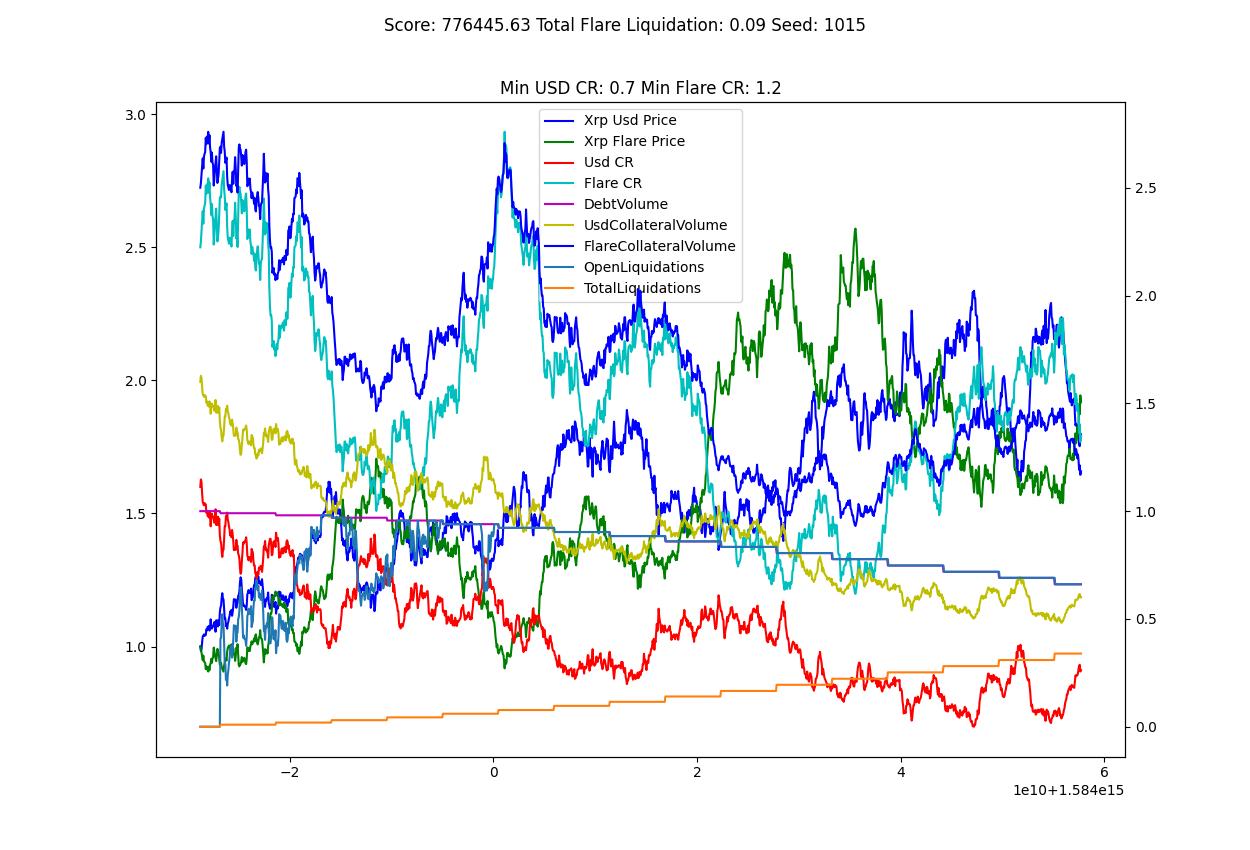 Score: 776445.63 Total Flare Liquidation: 0.09 Seed: 1015
Min USD CR: 0.7 Min Flare CR: 1.2
Xrp Usd Price
Xrp Flare Price
Usd CR
Flare CR
DebtVolume
UsdCollateralVolume
FlareCollateralVolume
OpenLiquidations
TotalLiquidations
3.0
2.5
2.0
1.5
1.0
2.5
2.0
1.5
1.0
0.5
0.0
−2 0 2 4 6
1e10+1.584e15